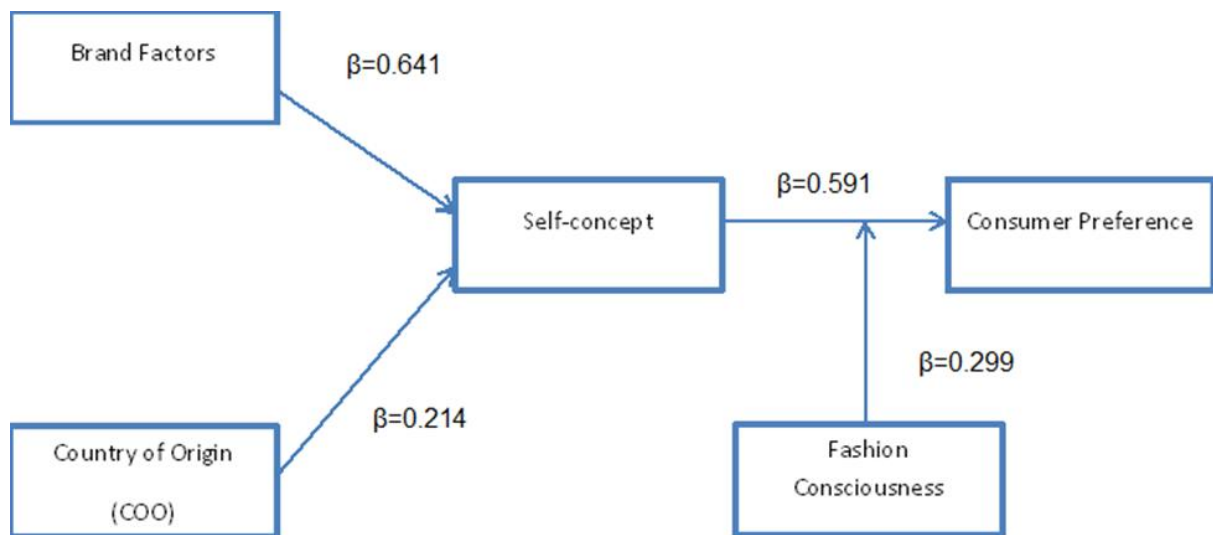 Brand Factors
β=0.641
β=0.591
Self-concept
Consumer Preference
β=0.299
β=0.214
Country of Origin
(COO)
Fashion
Consciousness